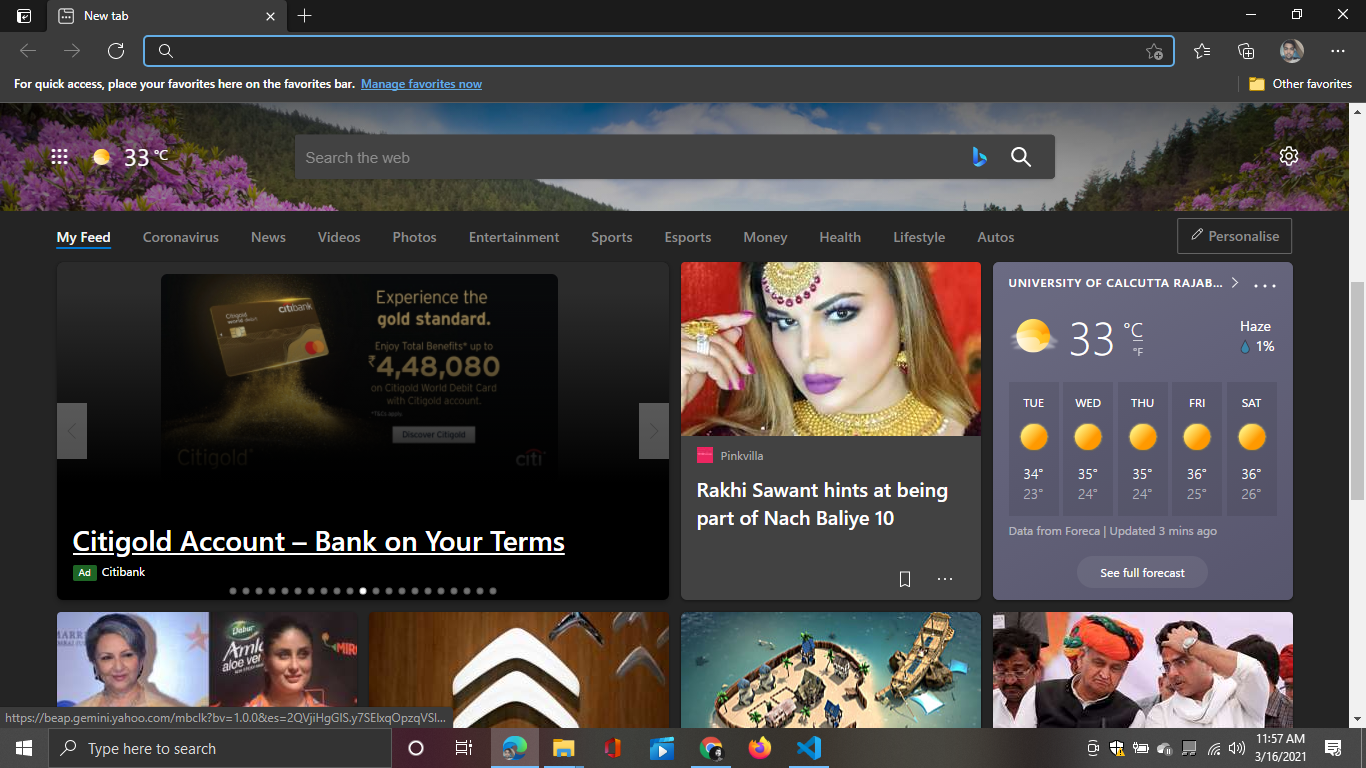 New tab
For quick access, place your favorites here on the favorites bar. Manage favorites now
Other favorites
33 °C
Search the web
My Feed Coronavirus News Videos Photos Entertainment Sports Esports Money Health Lifestyle Autos
Personalise
citibank
Citigold
world debit
Experience the
gold standard.
Enjoy Total Benefits* up to
₹4,48,080
on Citigold World Debit Card
with Citigold account.
*T&Cs apply
Discover Citigold
Citigold
citi
Citigold Account – Bank on Your Terms
Ad Citibank
Pinkvilla
Rakhi Sawant hints at being
part of Nach Baliye 10
UNIVERSITY OF CALCUTTA RAJAB...
33 °C
°F
Haze
1%
TUE WED THU FRI SAT
34° 35° 35° 36° 36°
23° 24° 24° 25° 26°
Data from Foreca | Updated 3 mins ago
See full forecast
Dabur
aloe ver
https://beap.gemini.yahoo.com/mbclk?bv=1.0.0&es=2QVjiHgGIS.y7SElxqOpzqVSl...
Type here to search
11:57 AM
3/16/2021